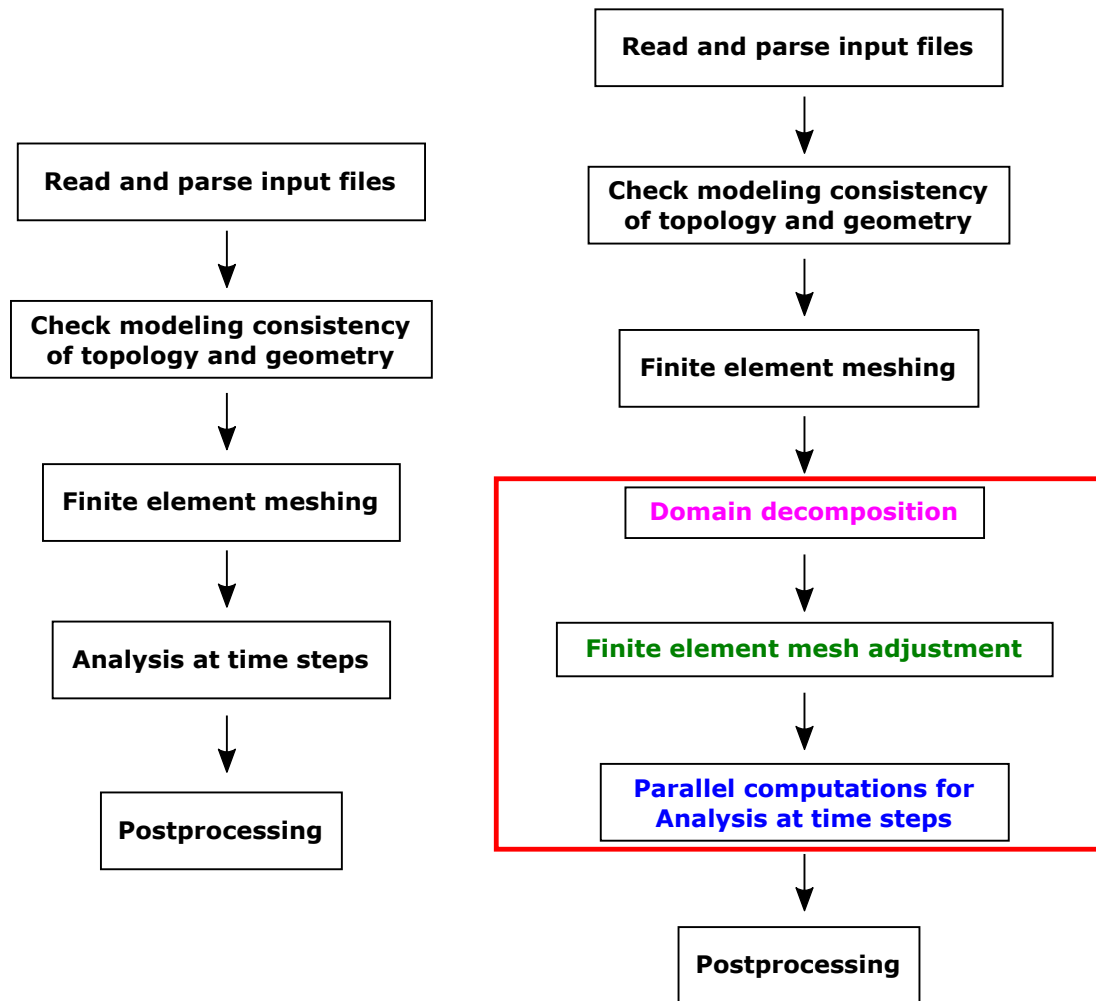 Read and parse input files
Check modeling consistency
of topology and geometry
Finite element meshing
Analysis at time steps
Postprocessing
Read and parse input files
Check modeling consistency
of topology and geometry
Finite element meshing
Domain decomposition
Finite element mesh adjustment
Parallel computations for
Analysis at time steps
Postprocessing